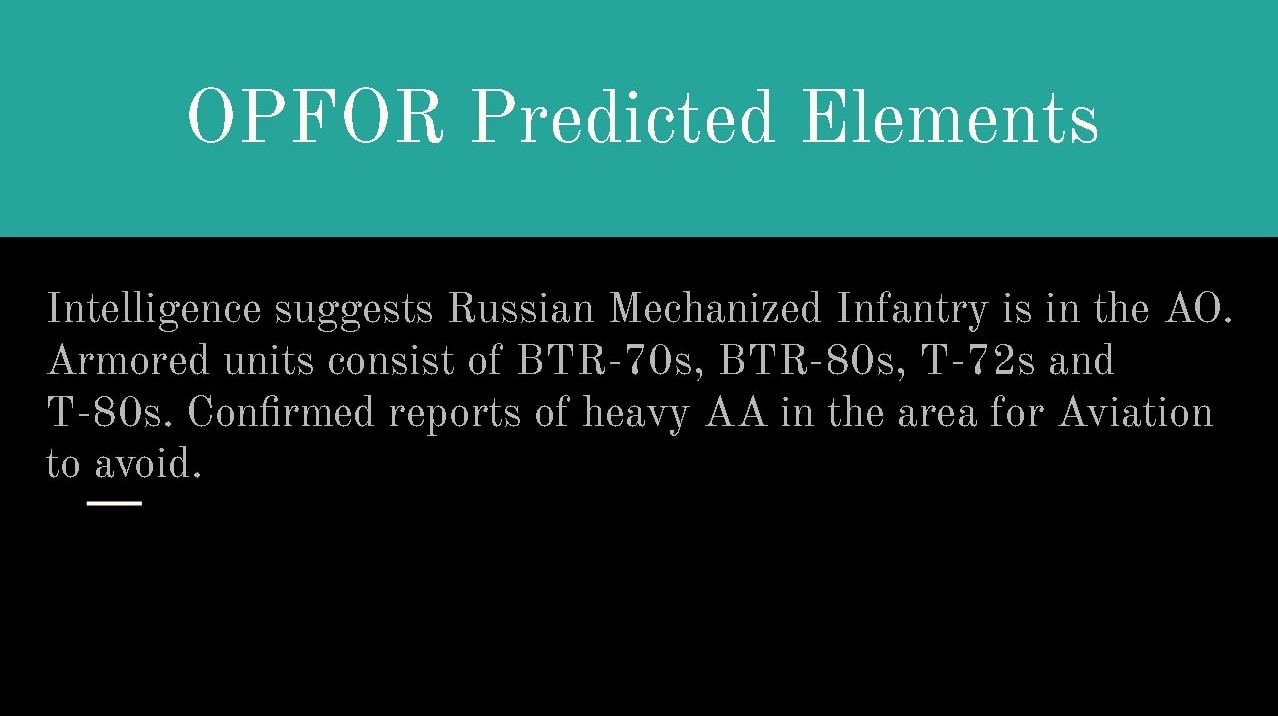 OPFOR Predicted Elements
Intelligence suggests Russian Mechanized Infantry is in the AO.
Armored units consist of BTR-70s, BTR-80s, T-72s and
T-80s. Confirmed reports of heavy AA in the area for Aviation
to avoid.